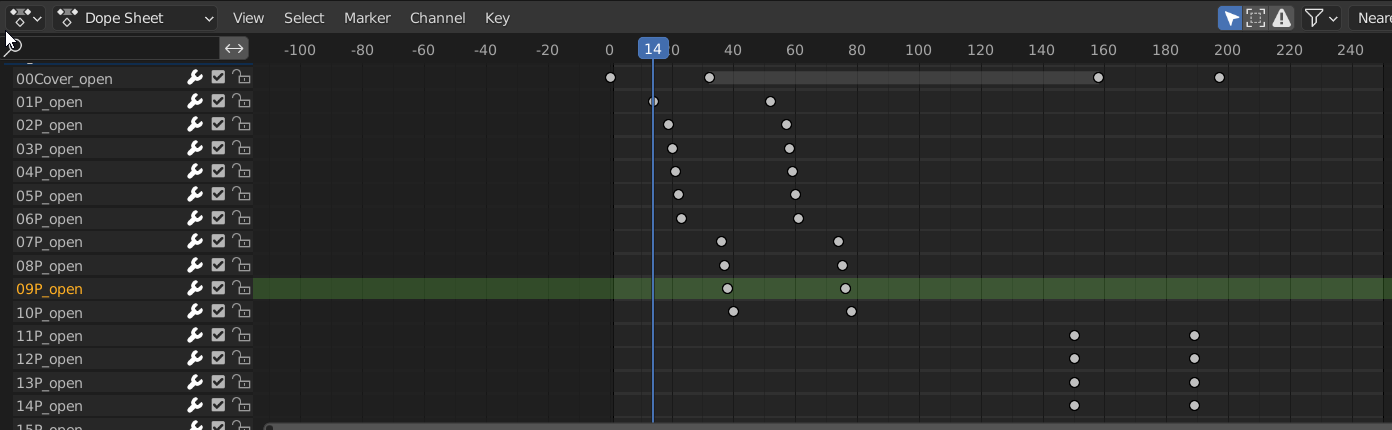 Dope Sheet View Select Marker Channel Key Neare
-100 -80 -60 -40 -20 0 14 20 40 60 80 100 120 140 160 180 200 220 240
00Cover_open
01P_open
02P_open
03P_open
04P_open
05P_open
06P_open
07P_open
08P_open
09P_open
10P_open
11P_open
12P_open
13P_open
14P_open
15P_open